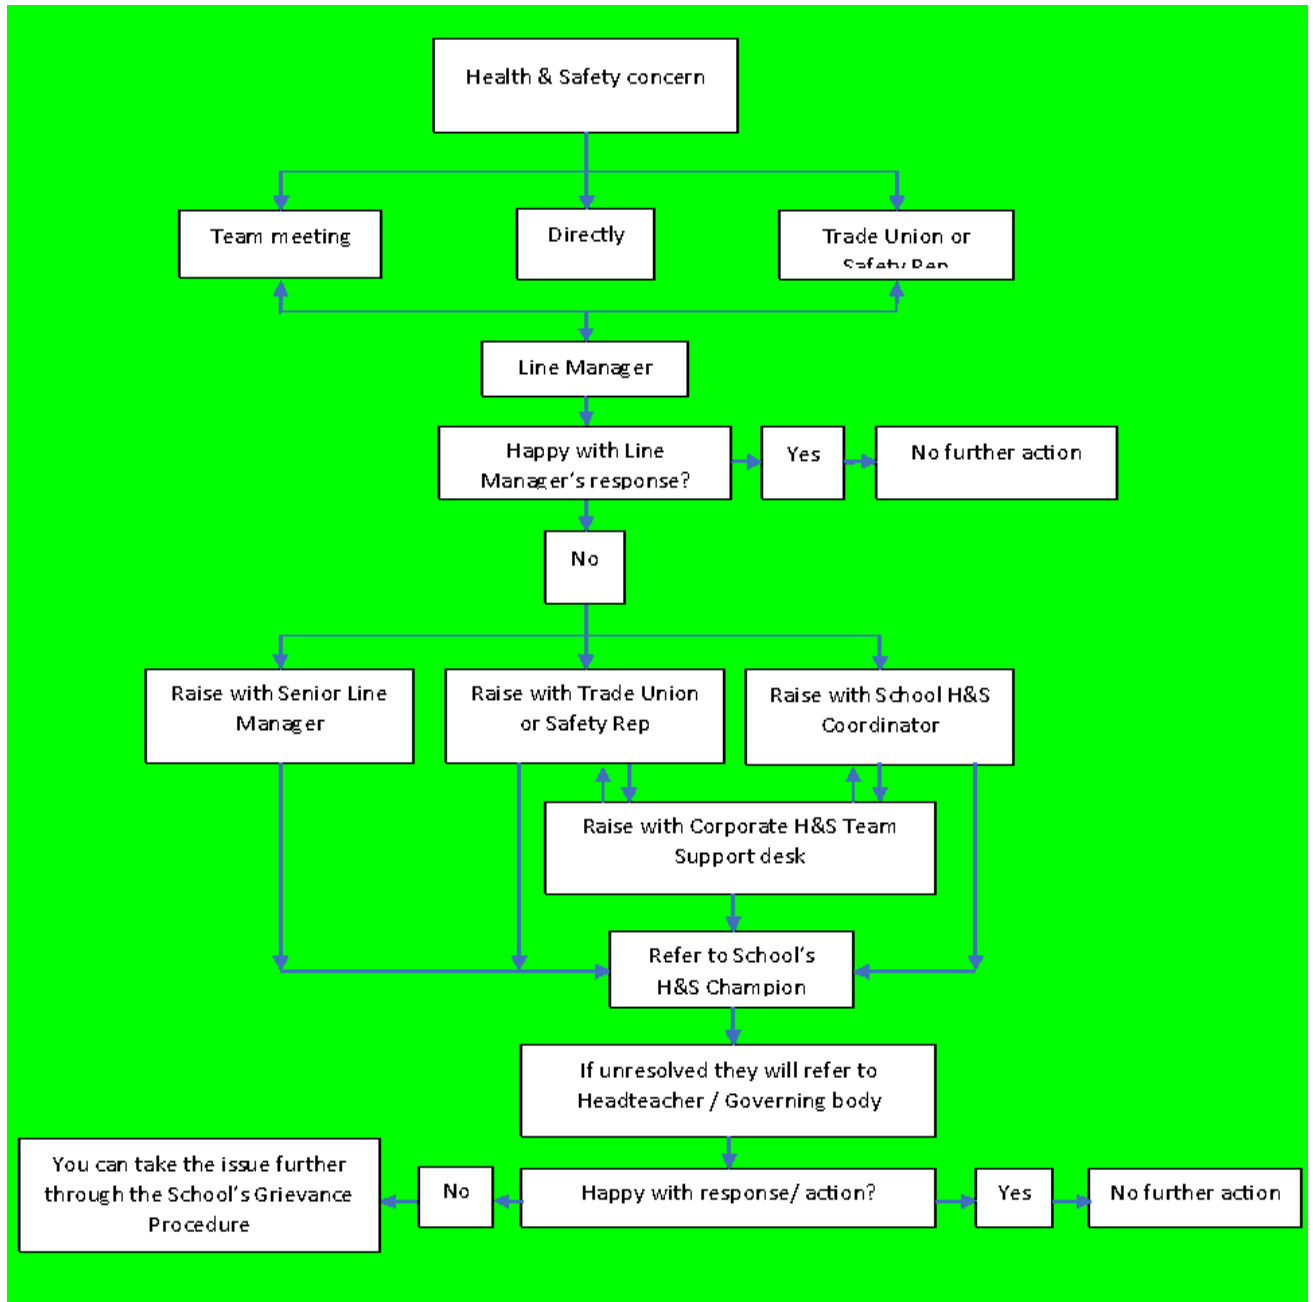 Health & Safety concern
Team meeting
Directly
Trade Union or
Safety Rep
Line Manager
Happy with Line
Manager's response?
Yes
No further action
No
Raise with Senior Line
Manager
Raise with Trade Union
or Safety Rep
Raise with School H&S
Coordinator
Raise with Corporate H&S Team
Support desk
Refer to School's
H&S Champion
If unresolved they will refer to
Headteacher / Governing body
You can take the issue further
through the School's Grievance
Procedure
No
Happy with response/ action?
Yes
No further action